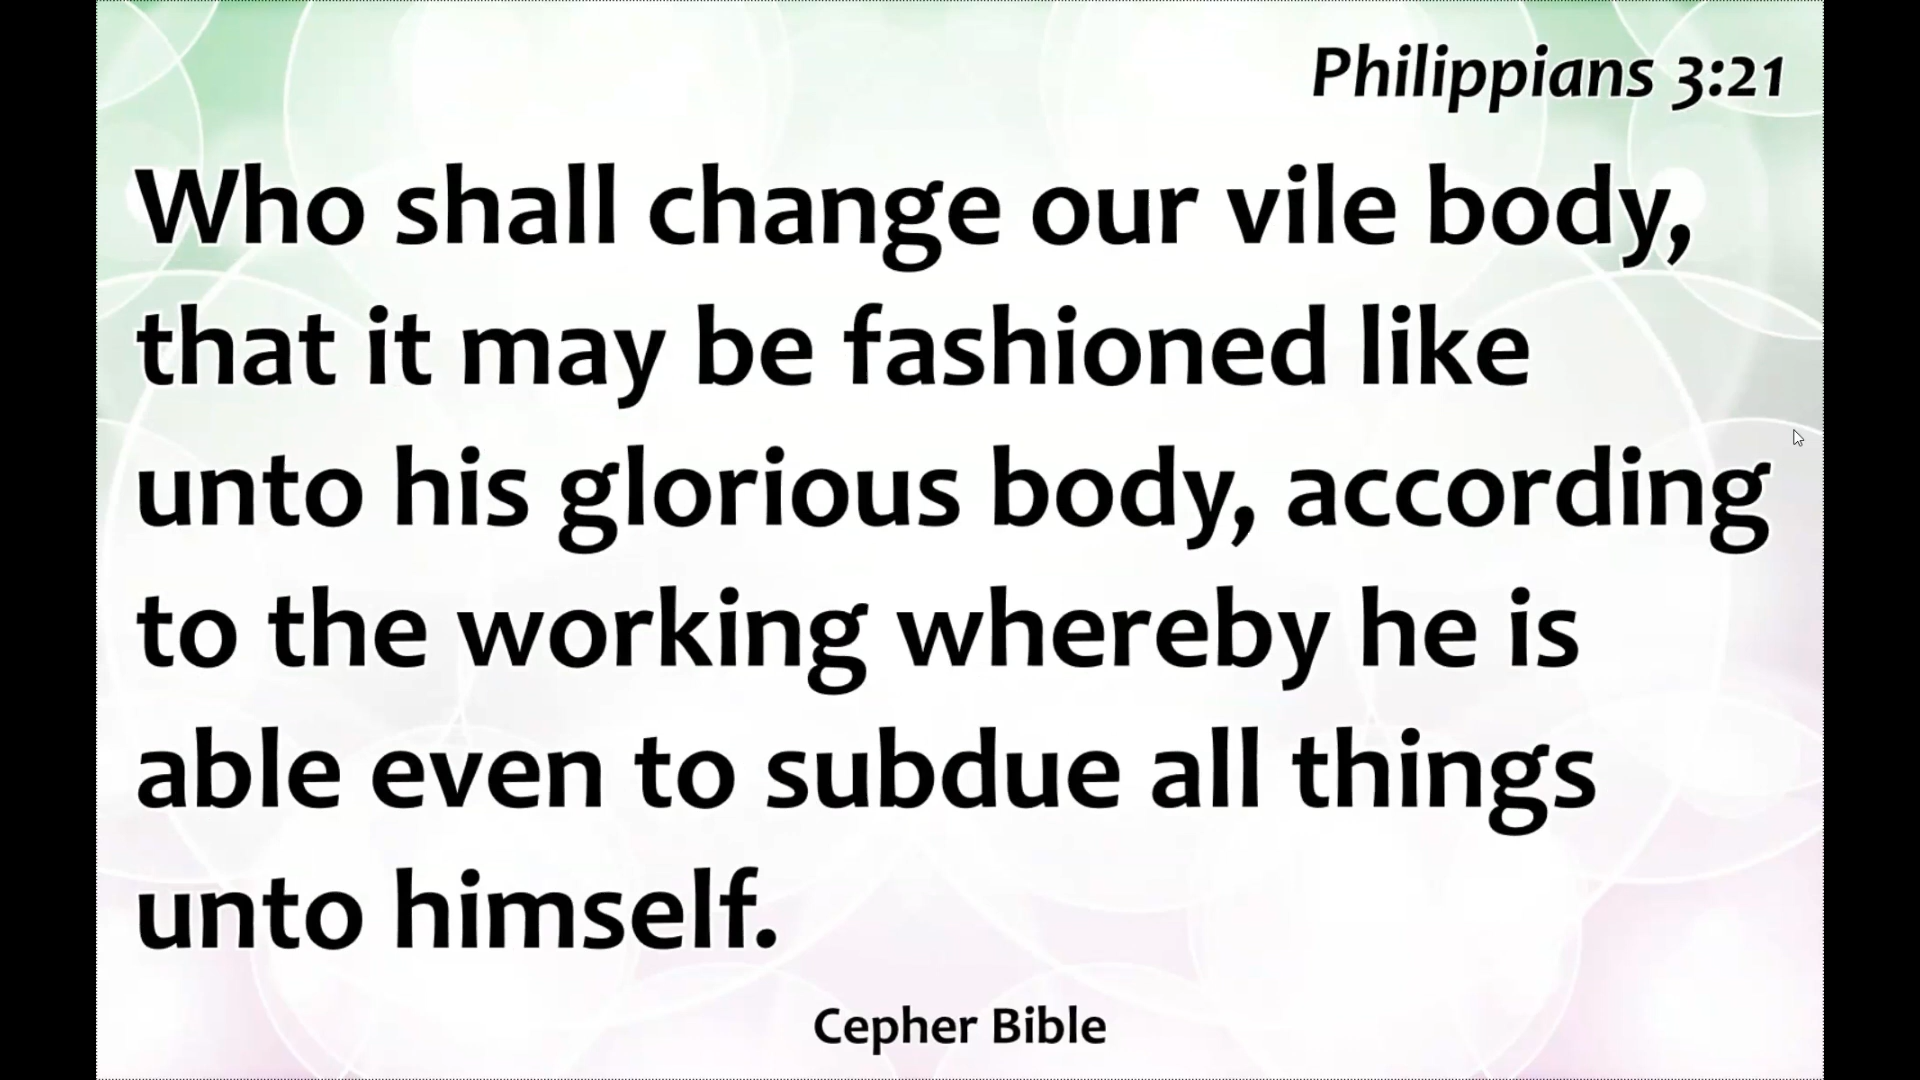 Philippians 3:21
Who shall change our vile body,
that it may be fashioned like
unto his glorious body, according
to the working whereby he is
able even to subdue all things
unto himself.
Cepher Bible